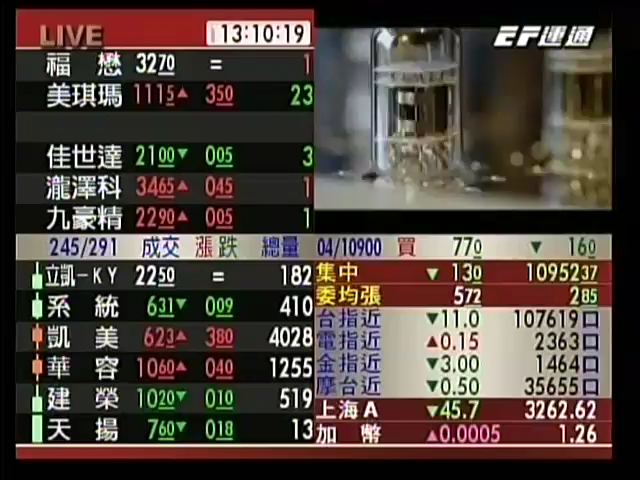 LIVE 13:10:19
EF運通
福懋 3270 = 1
美琪瑪 1115▲ 350 23
佳世達 2100▼ 005 3
瀧澤科 3465▲ 045 1
九豪精 2290▲ 005 1
245/291 成交 漲跌 總量
立凱-KY 2250 = 182
系統 631▼ 009 410
凱美 623▲ 380 4028
華容 1060▲ 040 1255
建榮 1020▼ 010 519
天揚 760▼ 018 13
04/10900 買 770 ▼ 160
集中 ▼ 130 1095237
委均張 572 285
台指近 ▼11.0 107619口
電指近 ▲0.15 2363口
金指近 ▼3.00 1464口
摩台近 ▼0.50 35655口
上海A ▼45.7 3262.62
加幣 ▲0.0005 1.26